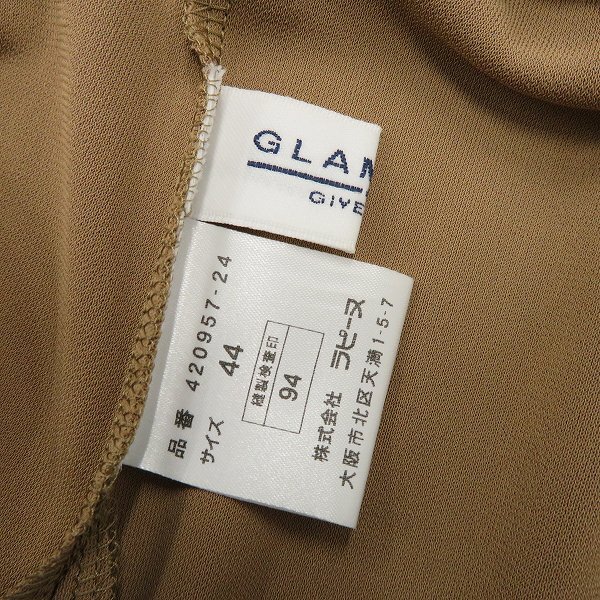 GLAM
GIVE
品番 420957-24
サイズ 44
縫製検査印
94
株式会社 ラピーヌ
大阪市北区天満1-5-7